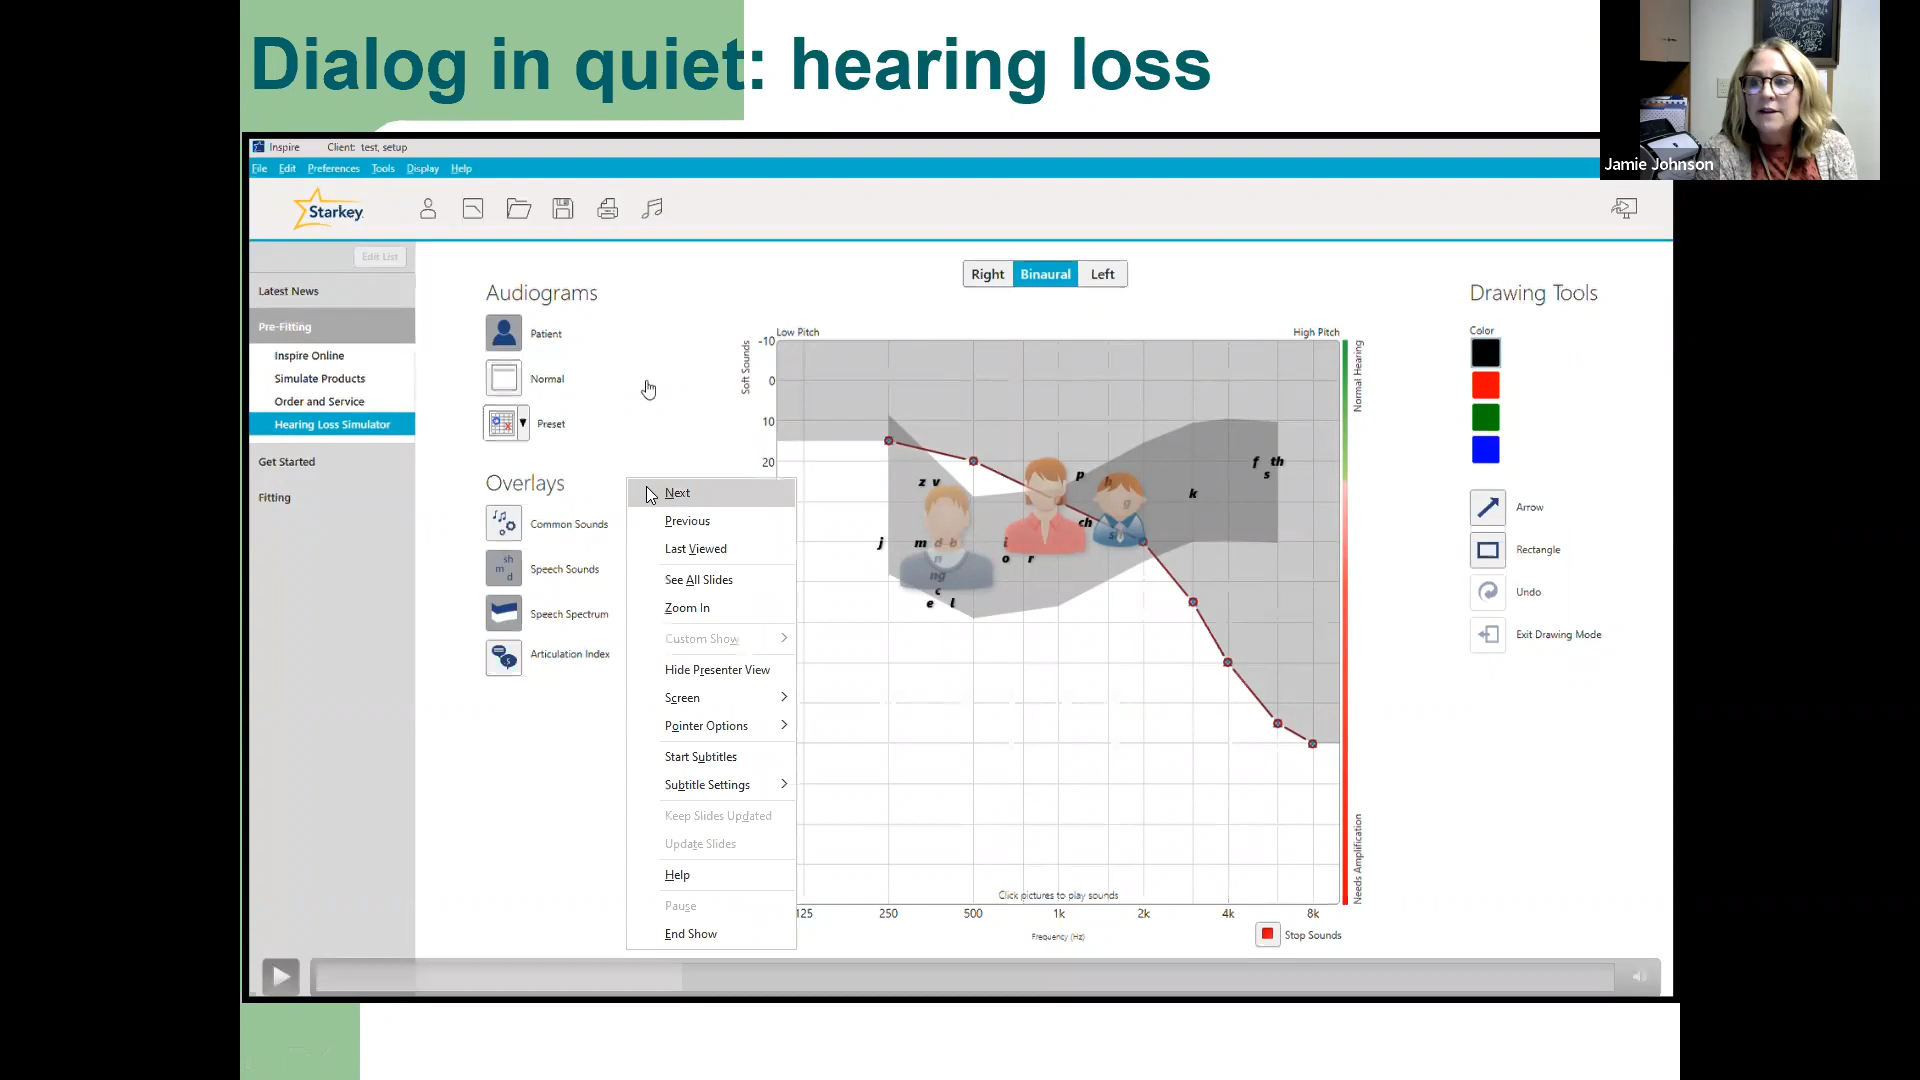 Dialog in quiet: hearing loss
Jamie Johnson
Inspire Client: test, setup
File Edit Preferences Tools Display Help
Starkey
Edit List
Latest News
Pre-Fitting
Inspire Online
Simulate Products
Order and Service
Hearing Loss Simulator
Get Started
Fitting
Audiograms
Patient
Normal
Preset
Overlays
Common Sounds
sh
m d
Speech Sounds
Speech Spectrum
Articulation Index
Next
Previous
Last Viewed
See All Slides
Zoom In
Custom Show
Hide Presenter View
Screen
Pointer Options
Start Subtitles
Subtitle Settings
Keep Slides Updated
Update Slides
Help
Pause
End Show
Right Binaural Left
Low Pitch High Pitch
Soft Sounds
-10
0
10
20
z v
p
h
g
k
f th
s
j
m d b
n
ng
c
e l
i
o r
ch
sh
Normal Hearing
Needs Amplification
Click pictures to play sounds
125 250 500 1k 2k 4k 8k
Frequency (Hz)
Stop Sounds
Drawing Tools
Color
Arrow
Rectangle
Undo
Exit Drawing Mode